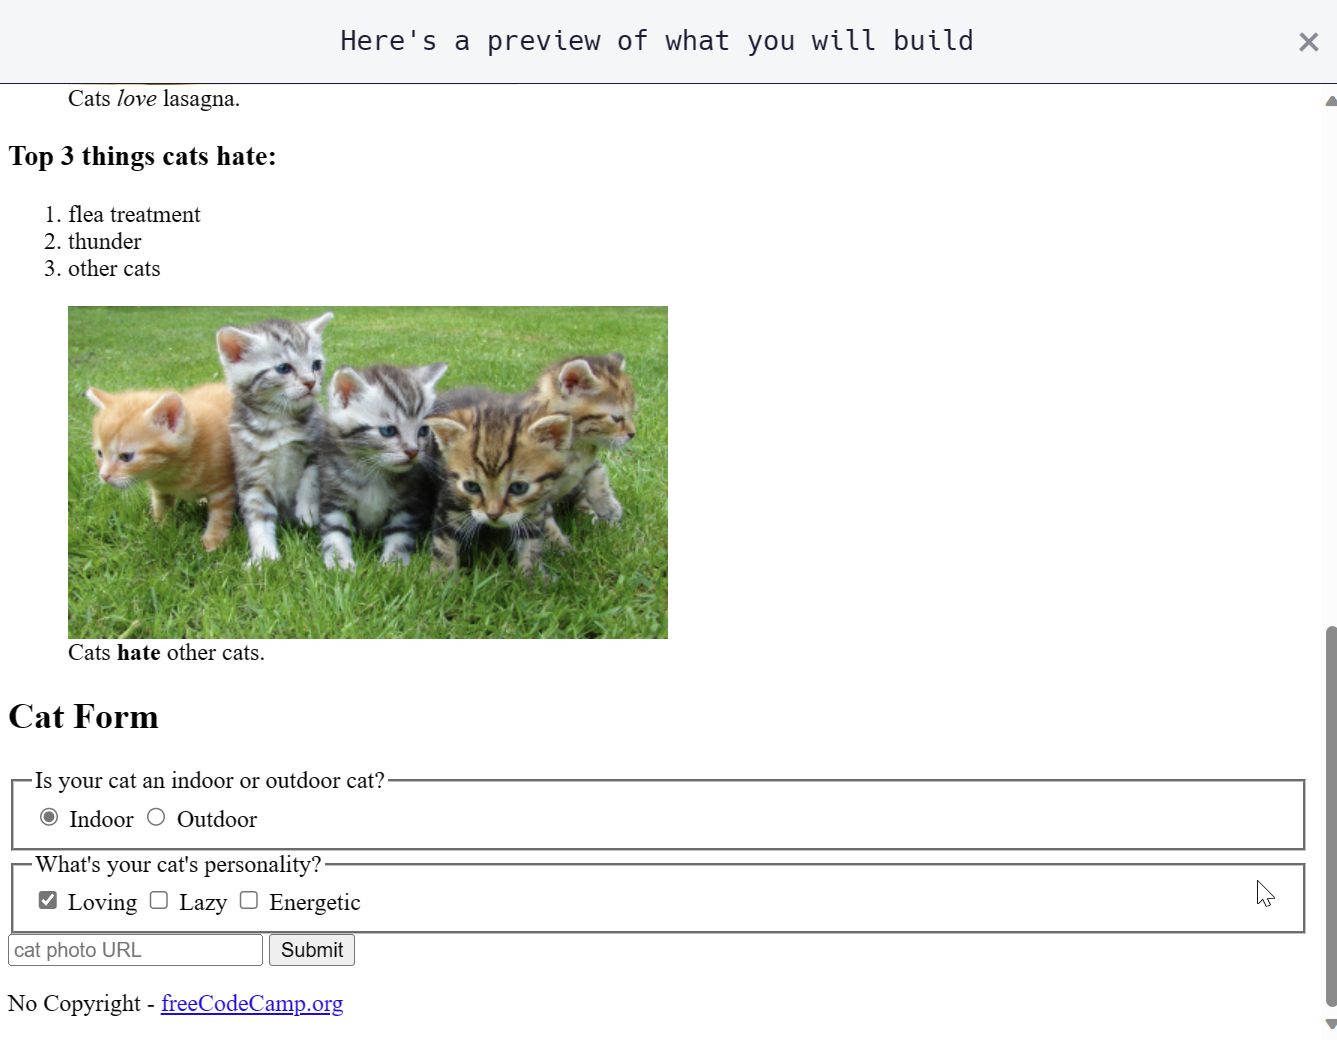 Here's a preview of what you will build
Cats love lasagna.
Top 3 things cats hate:
1. flea treatment
2. thunder
3. other cats
Cats hate other cats.
Cat Form
Is your cat an indoor or outdoor cat?
Indoor Outdoor
What's your cat's personality?
Loving Lazy Energetic
cat photo URL Submit
No Copyright - freeCodeCamp.org